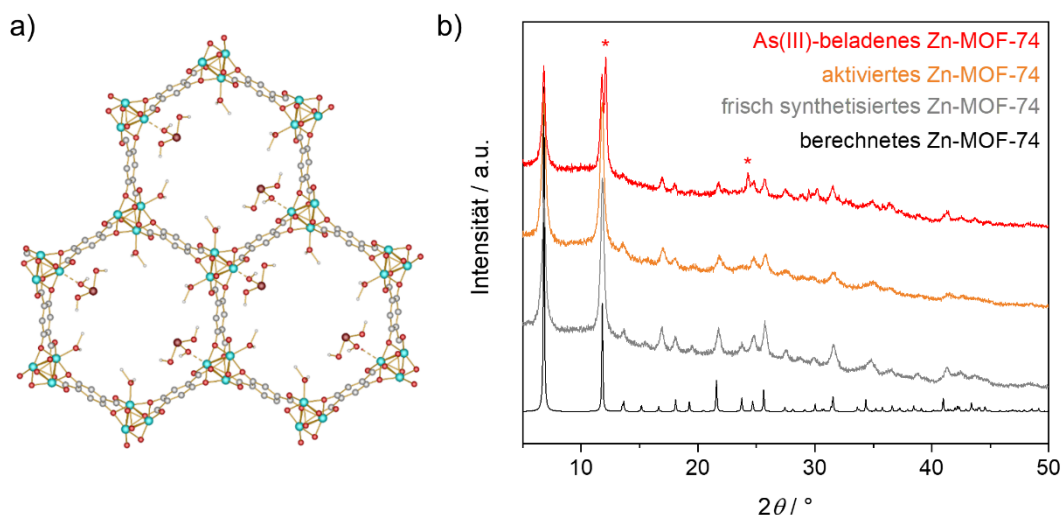 a)
b)
As(III)-beladenes Zn-MOF-74
aktiviertes Zn-MOF-74
frisch synthetisiertes Zn-MOF-74
berechnetes Zn-MOF-74
*
*
Intensität / a.u.
10 20 30 40 50
2θ / °